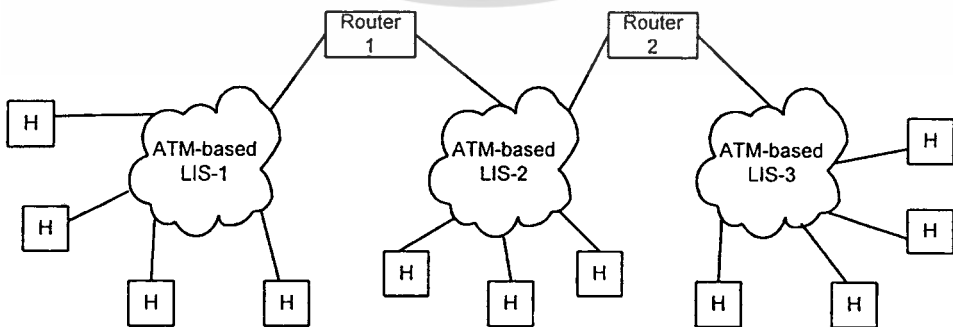 Router
1
Router
2
H
ATM-based
LIS-1
ATM-based
LIS-2
ATM-based
LIS-3
H
H
H
H
H
H
H
H
H
H
H